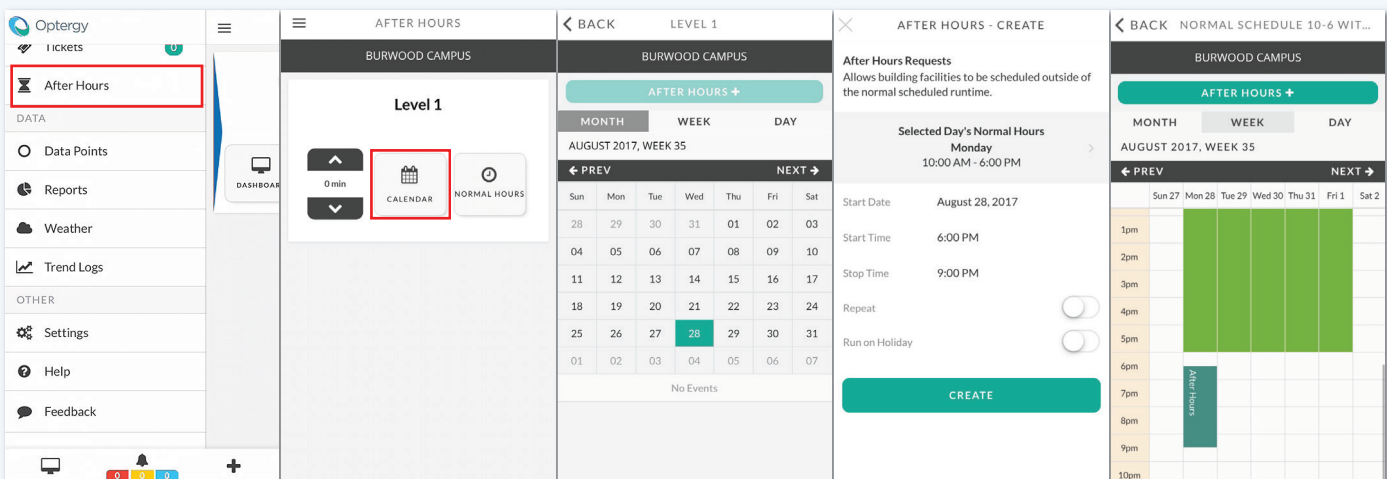 Optergy
Tickets 0
After Hours
DATA
Data Points
Reports
Weather
Trend Logs
OTHER
Settings
Help
Feedback
0 0 0
DASHBOAR
AFTER HOURS
BURWOOD CAMPUS
Level 1
0 min
CALENDAR
NORMAL HOURS
BACK LEVEL 1
BURWOOD CAMPUS
AFTER HOURS +
MONTH WEEK DAY
AUGUST 2017, WEEK 35
PREV NEXT
Sun Mon Tue Wed Thu Fri Sat
28 29 30 31 01 02 03
04 05 06 07 08 09 10
11 12 13 14 15 16 17
18 19 20 21 22 23 24
25 26 27 28 29 30 31
01 02 03 04 05 06 07
No Events
AFTER HOURS - CREATE
After Hours Requests
Allows building facilities to be scheduled outside of
the normal scheduled runtime.
Selected Day's Normal Hours
Monday
10:00 AM - 6:00 PM
Start Date August 28, 2017
Start Time 6:00 PM
Stop Time 9:00 PM
Repeat
Run on Holiday
CREATE
BACK NORMAL SCHEDULE 10-6 WIT...
BURWOOD CAMPUS
AFTER HOURS +
MONTH WEEK DAY
AUGUST 2017, WEEK 35
PREV NEXT
Sun 27 Mon 28 Tue 29 Wed 30 Thu 31 Fri 1 Sat 2
1pm
2pm
3pm
4pm
5pm
6pm
After Hours
7pm
8pm
9pm
10pm